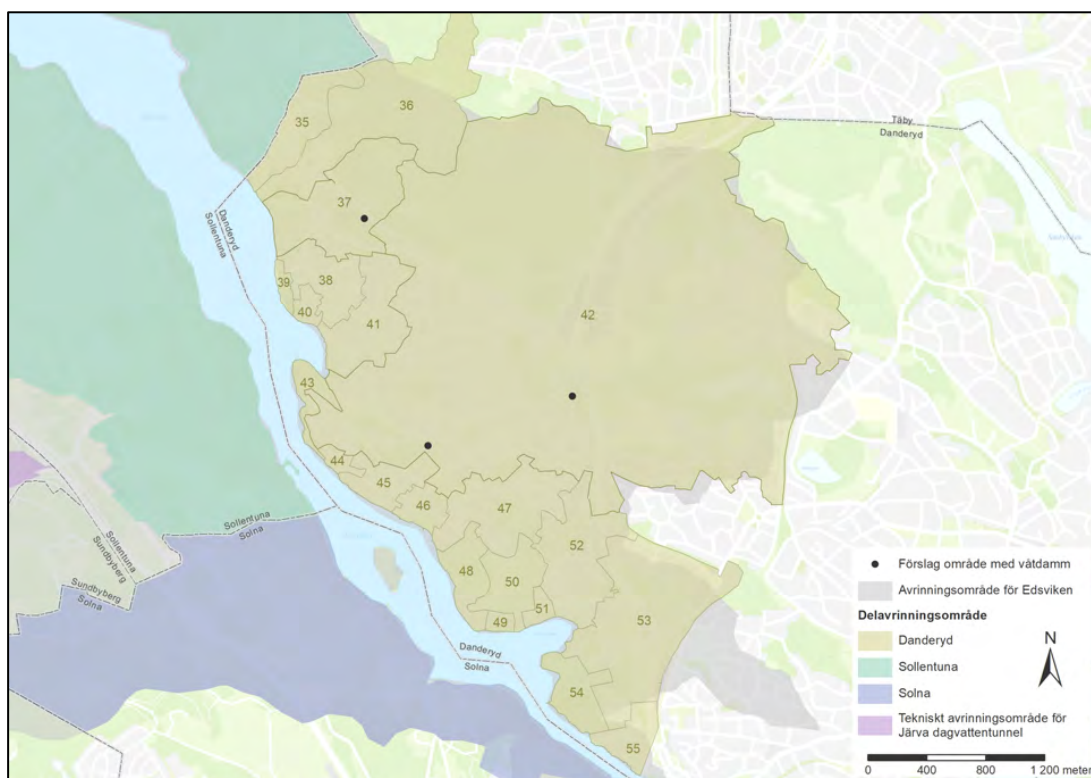 36
35
Täby
Danderyd
37
Danderyd
Sollentuna
39
38
40
41
42
43
44
45
46
47
Sollentuna
Solna
Sollentuna
Sundbyberg
Sundbyberg
Solna
52
48
50
51
49
53
Danderyd
Solna
54
55
Förslag område med våtdamm
Avrinningsområde för Edsviken
Delavrinningsområde
Danderyd
Sollentuna
Solna
Tekniskt avrinningsområde för
Järva dagvattentunnel
N
0 400 800 1 200 meter